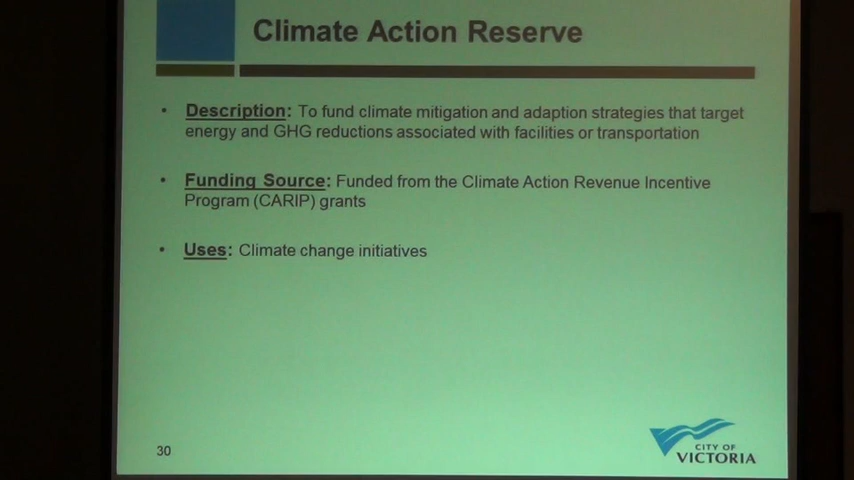 Climate Action Reserve
• Description: To fund climate mitigation and adaption strategies that target
energy and GHG reductions associated with facilities or transportation
• Funding Source: Funded from the Climate Action Revenue Incentive
Program (CARIP) grants
• Uses: Climate change initiatives
30
CITY OF
VICTORIA